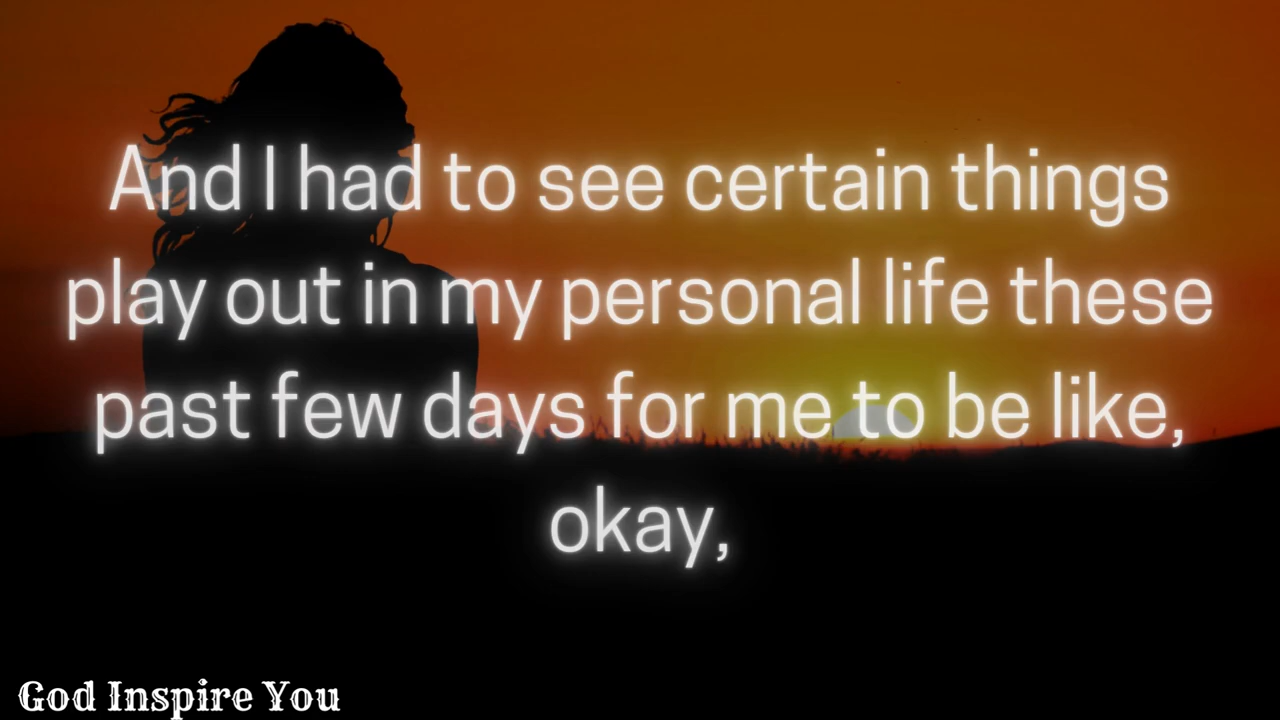 And I had to see certain things
play out in my personal life these
past few days for me to be like,
okay,
God Inspire You